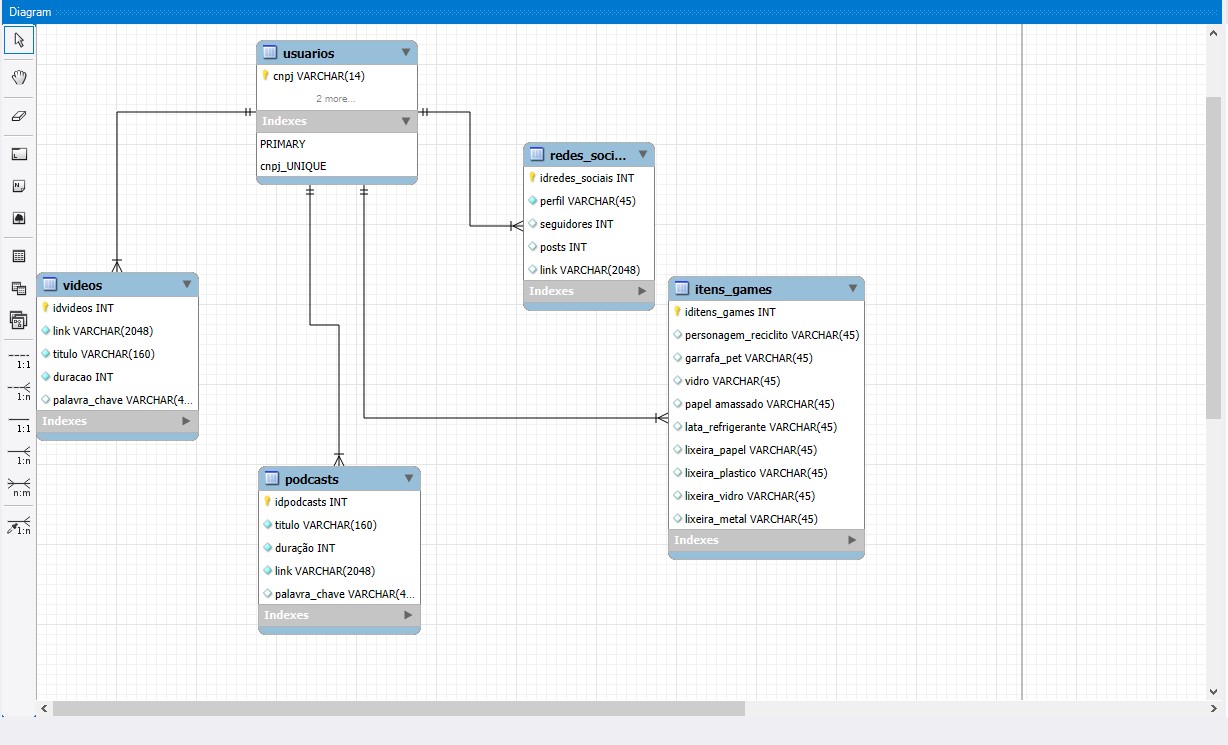 Diagram
usuarios
cnpj VARCHAR(14)
2 more...
Indexes
PRIMARY
cnpj_UNIQUE
redes_soci...
idredes_sociais INT
perfil VARCHAR(45)
seguidores INT
posts INT
link VARCHAR(2048)
Indexes
videos
idvideos INT
link VARCHAR(2048)
titulo VARCHAR(160)
duracao INT
palavra_chave VARCHAR(4...
Indexes
itens_games
iditens_games INT
personagem_reciclito VARCHAR(45)
garrafa_pet VARCHAR(45)
vidro VARCHAR(45)
papel amassado VARCHAR(45)
lata_refrigerante VARCHAR(45)
lixeira_papel VARCHAR(45)
lixeira_plastico VARCHAR(45)
lixeira_vidro VARCHAR(45)
lixeira_metal VARCHAR(45)
Indexes
podcasts
idpodcasts INT
titulo VARCHAR(160)
duração INT
link VARCHAR(2048)
palavra_chave VARCHAR(4...
Indexes
1:1
1:n
1:1
1:n
n:m
1:n